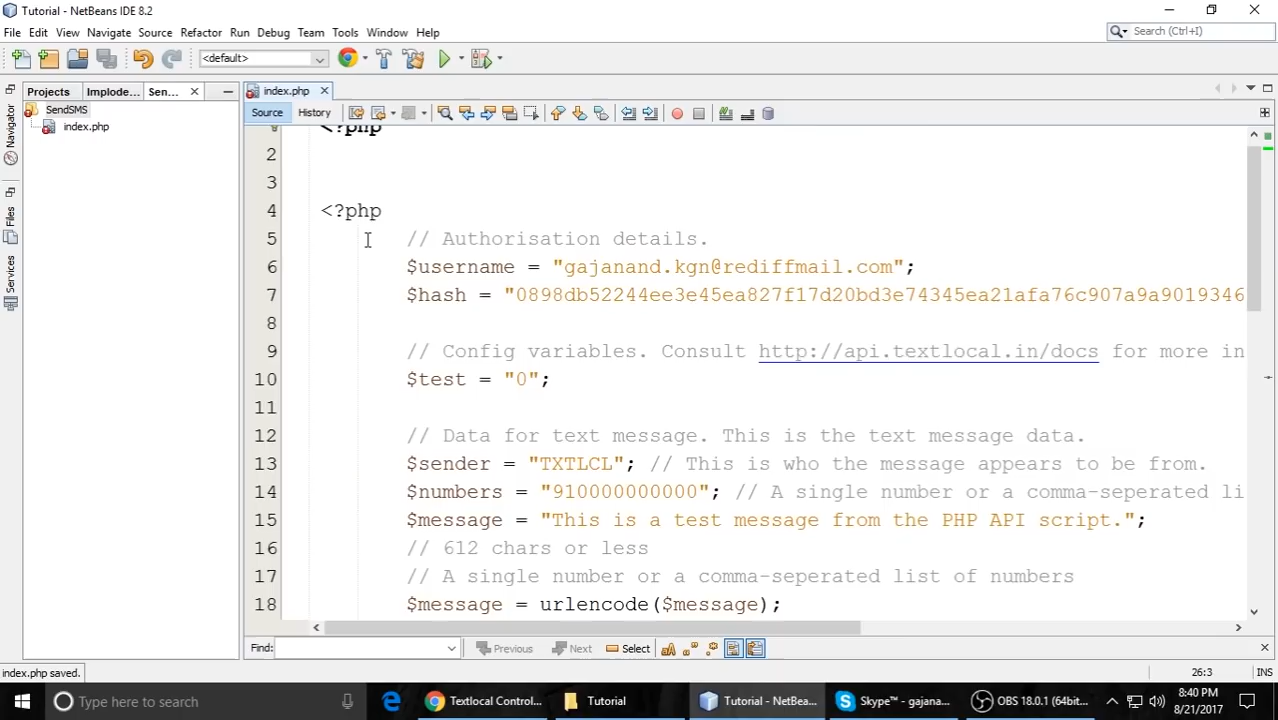 Tutorial - NetBeans IDE 8.2
File Edit View Navigate Source Refactor Run Debug Team Tools Window Help
Search (Ctrl+I)
<default>
Projects Implode... Sen...
index.php
Source History
SendSMS
index.php
Navigator
Files
Services
<?php
2
3
4 <?php
5 // Authorisation details.
6 $username = "gajanand.kgn@rediffmail.com";
7 $hash = "0898db52244ee3e45ea827f17d20bd3e74345ea21afa76c907a9a9019346
8
9 // Config variables. Consult http://api.textlocal.in/docs for more in
10 $test = "0";
11
12 // Data for text message. This is the text message data.
13 $sender = "TXTLCL"; // This is who the message appears to be from.
14 $numbers = "910000000000"; // A single number or a comma-seperated li
15 $message = "This is a test message from the PHP API script.";
16 // 612 chars or less
17 // A single number or a comma-seperated list of numbers
18 $message = urlencode($message);
Find: Previous Next Select
index.php saved.
26:3 INS
Type here to search
Textlocal Control...
Tutorial
Tutorial - NetBeans...
Skype™ - gajana...
OBS 18.0.1 (64bit...
8:40 PM
8/21/2017